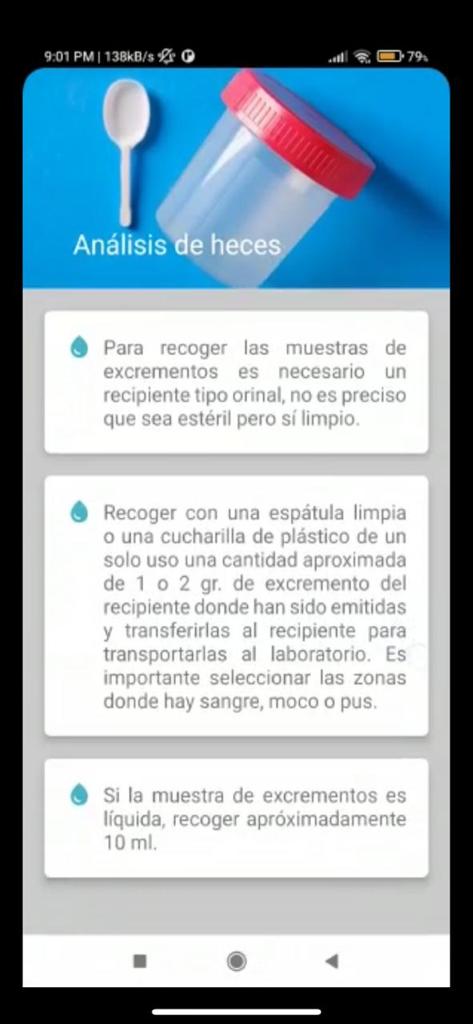 9:01 PM | 138kB/s
79%
Análisis de heces
Para recoger las muestras de
excrementos es necesario un
recipiente tipo orinal, no es preciso
que sea estéril pero sí limpio.
Recoger con una espátula limpia
o una cucharilla de plástico de un
solo uso una cantidad aproximada
de 1 o 2 gr. de excremento del
recipiente donde han sido emitidas
y transferirlas al recipiente para
transportarlas al laboratorio. Es
importante seleccionar las zonas
donde hay sangre, moco o pus.
Si la muestra de excrementos es
líquida, recoger apróximadamente
10 ml.